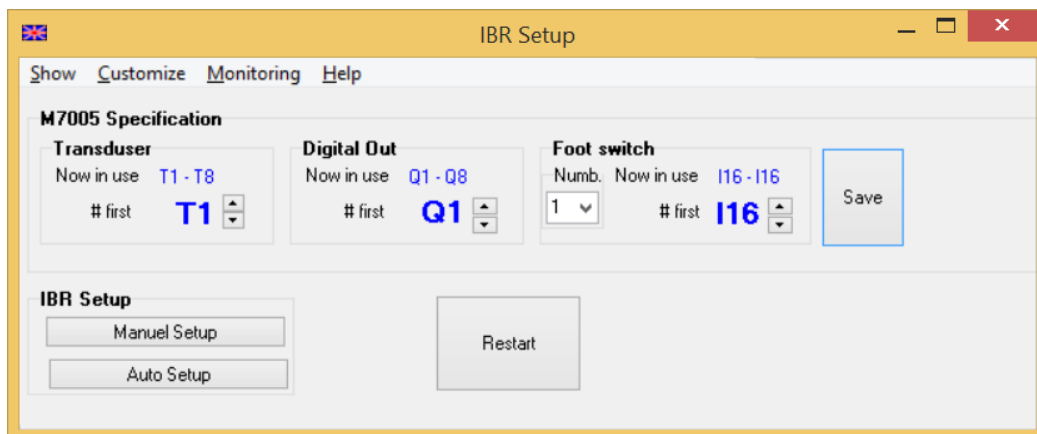 IBR Setup
Show Customize Monitoring Help
M7005 Specification
Transduser
Now in use T1 - T8
# first T1
Digital Out
Now in use Q1 - Q8
# first Q1
Foot switch
Numb. Now in use I16 - I16
1 # first I16
Save
IBR Setup
Manuel Setup
Auto Setup
Restart